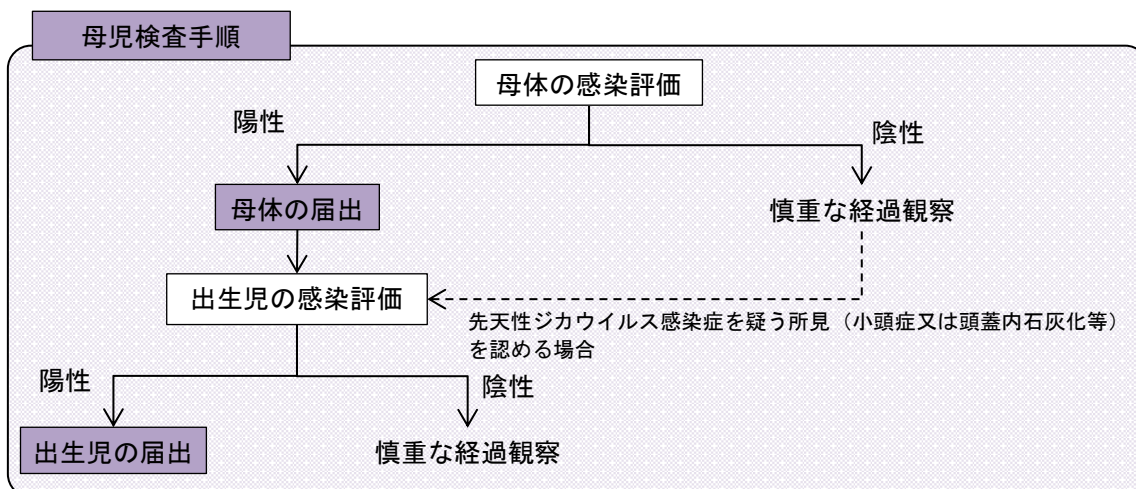 母児検査手順
母体の感染評価
陽性
陰性
母体の届出
慎重な経過観察
出生児の感染評価
先天性ジカウイルス感染症を疑う所見（小頭症又は頭蓋内石灰化等）
を認める場合
陽性
陰性
出生児の届出
慎重な経過観察